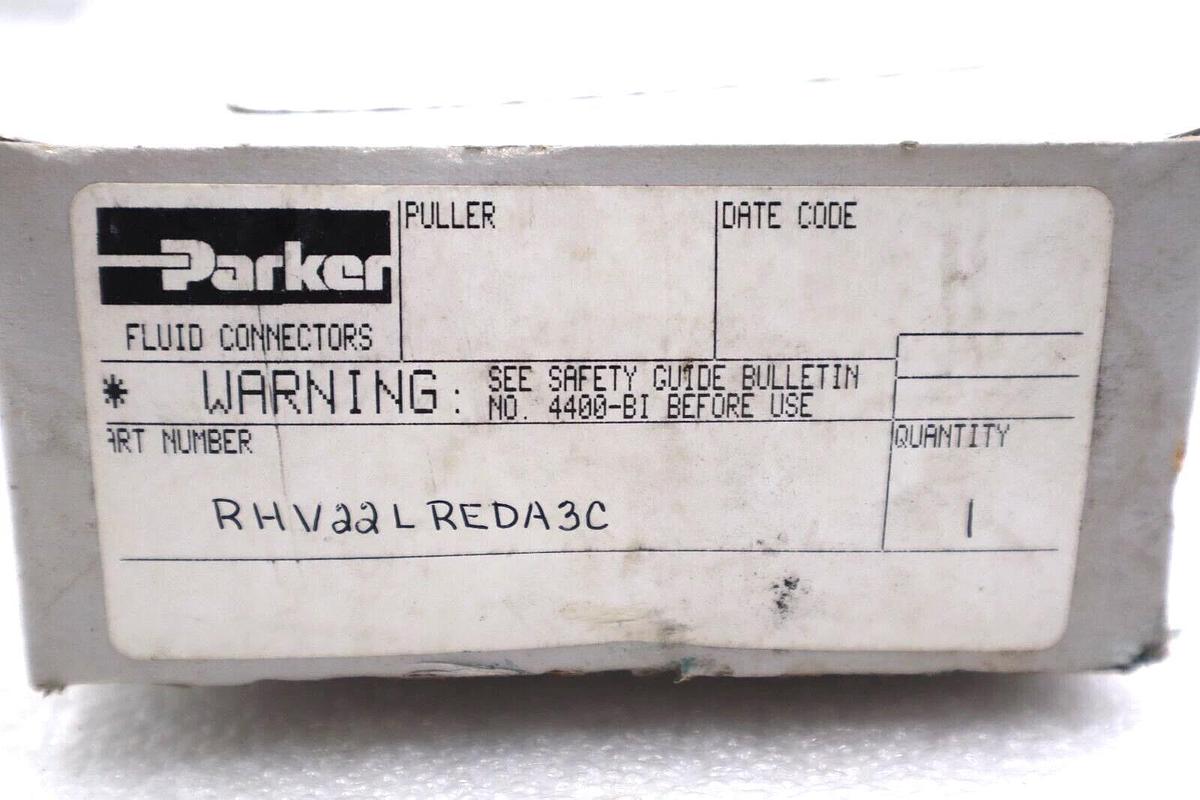 Parker
FLUID CONNECTORS
PULLER
DATE CODE
* WARNING: SEE SAFETY GUIDE BULLETIN
NO. 4400-B1 BEFORE USE
ART NUMBER
QUANTITY
RHV22LREDA3C
1